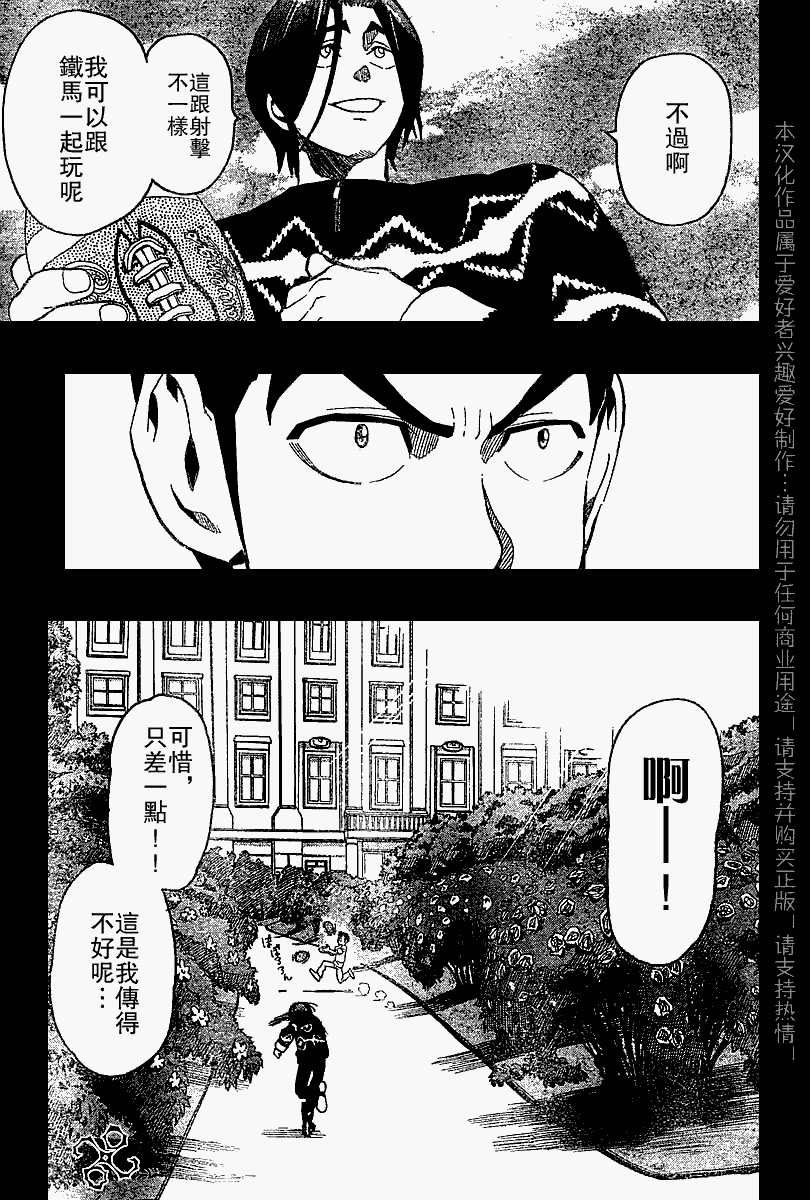 不過啊
這跟射擊
不一樣
我可以跟
鐵馬一起玩呢
啊—！
可惜，
只差一點！！
這是我傳得
不好呢…
本汉化作品属于爱好者兴趣爱好制作…请勿用于任何商业用途—请支持开购买正版—请支持热情—